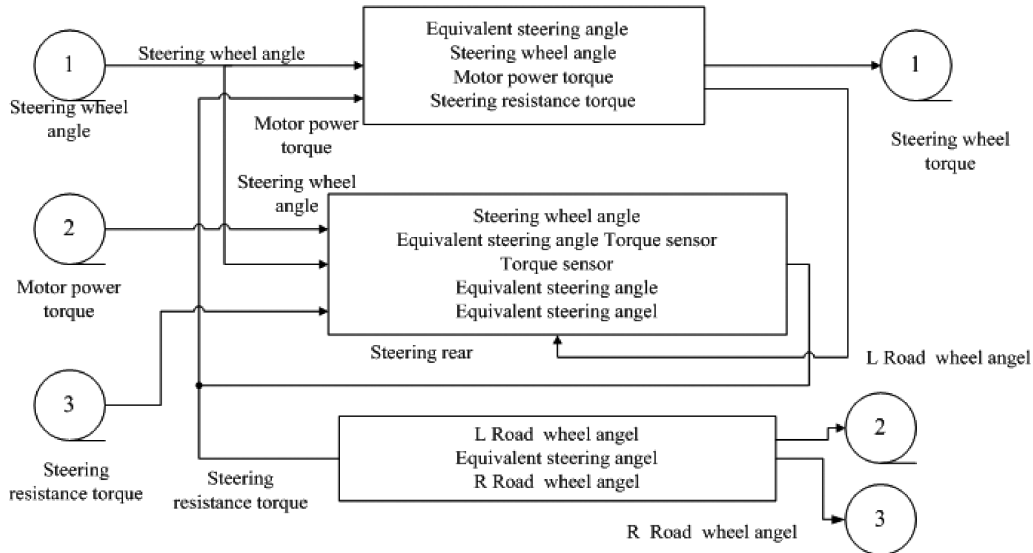 1
Steering wheel angle
Steering wheel
angle
Equivalent steering angle
Steering wheel angle
Motor power torque
Steering resistance torque
1
Steering wheel
torque
Motor power
torque
Steering wheel
angle
2
Motor power
torque
Steering wheel angle
Equivalent steering angle Torque sensor
Torque sensor
Equivalent steering angle
Equivalent steering angel
Steering rear
L Road wheel angel
3
Steering
resistance torque
Steering
resistance torque
L Road wheel angel
Equivalent steering angel
R Road wheel angel
2
R Road wheel angel
3